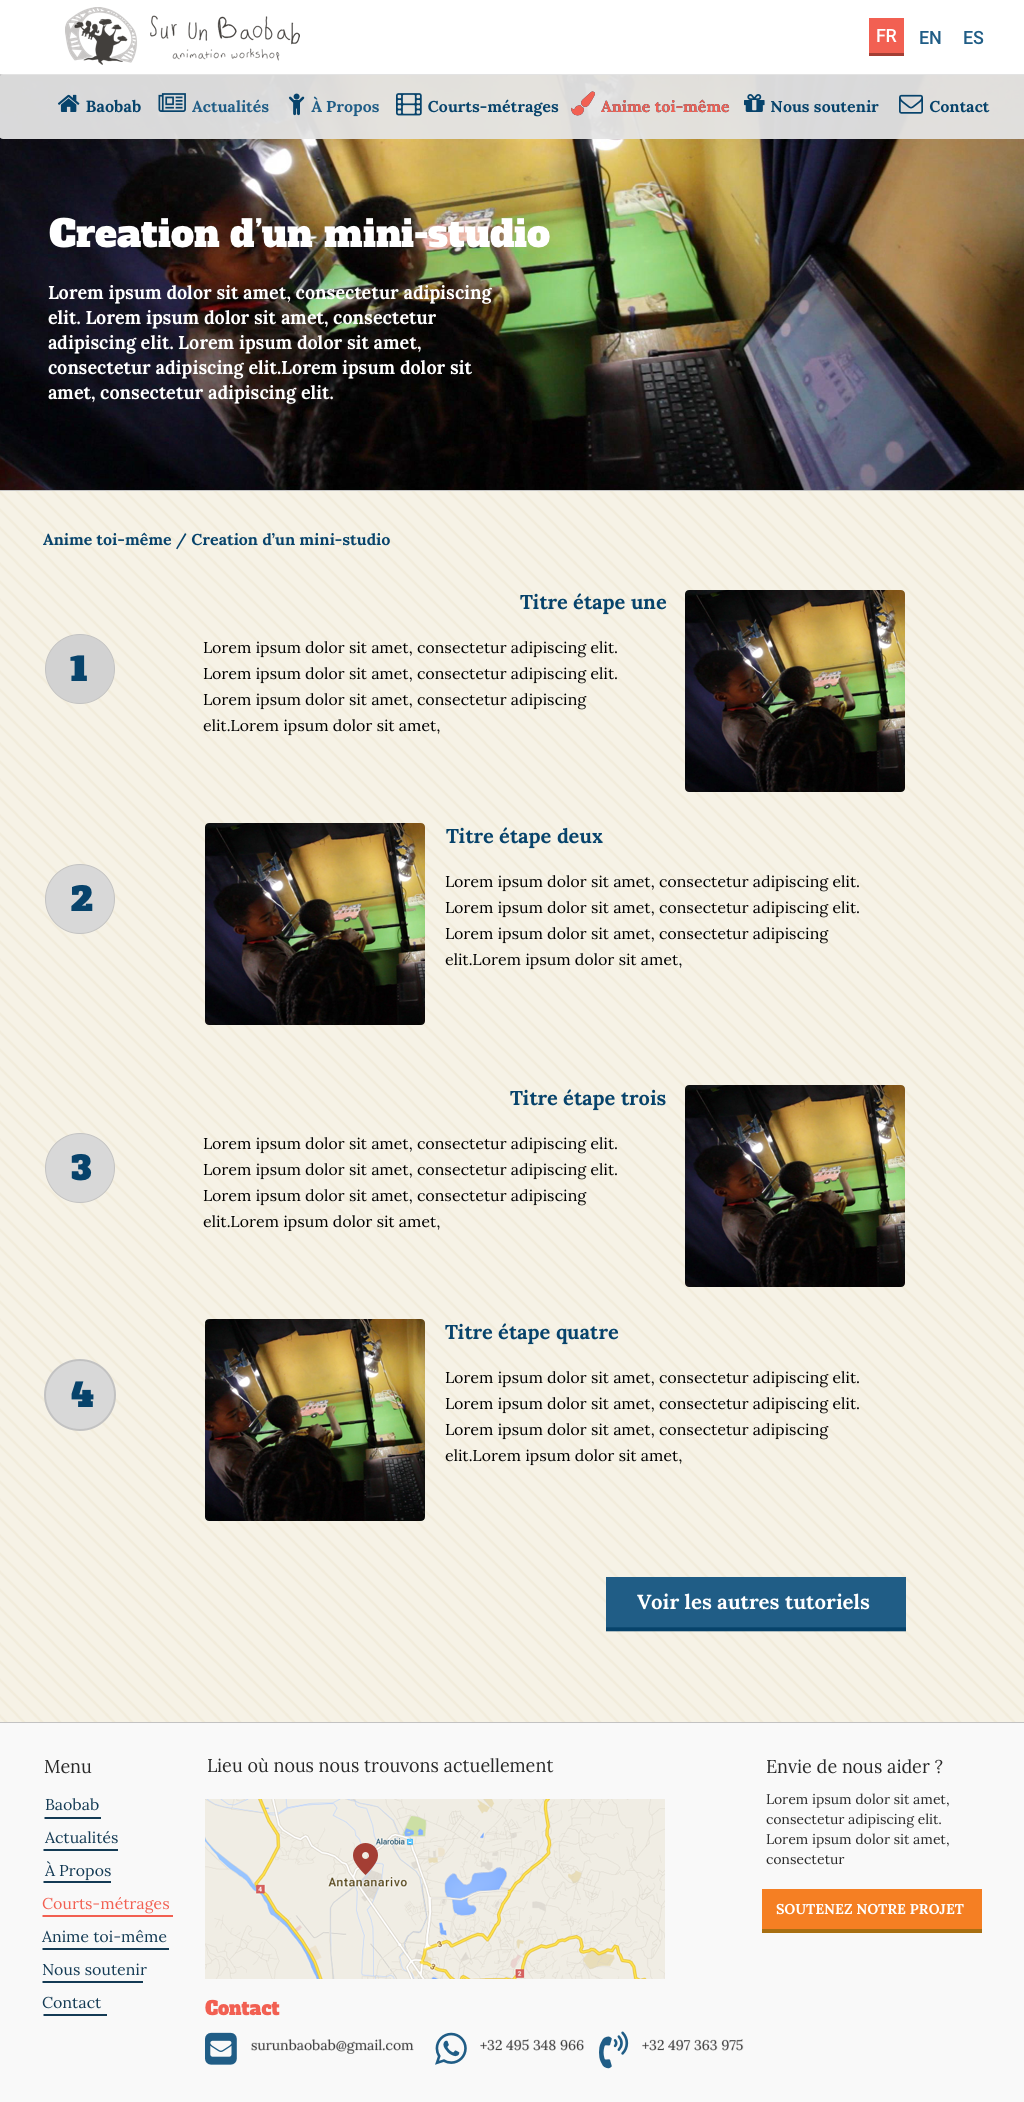 Sur Un Baobab
animation workshop
FR EN ES
Baobab Actualités À Propos Courts-métrages Anime toi-même Nous soutenir Contact
Creation d'un mini-studio
Lorem ipsum dolor sit amet, consectetur adipiscing
elit. Lorem ipsum dolor sit amet, consectetur
adipiscing elit. Lorem ipsum dolor sit amet,
consectetur adipiscing elit.Lorem ipsum dolor sit
amet, consectetur adipiscing elit.
Anime toi-même / Creation d'un mini-studio
1
Titre étape une
Lorem ipsum dolor sit amet, consectetur adipiscing elit.
Lorem ipsum dolor sit amet, consectetur adipiscing elit.
Lorem ipsum dolor sit amet, consectetur adipiscing
elit.Lorem ipsum dolor sit amet,
2
Titre étape deux
Lorem ipsum dolor sit amet, consectetur adipiscing elit.
Lorem ipsum dolor sit amet, consectetur adipiscing elit.
Lorem ipsum dolor sit amet, consectetur adipiscing
elit.Lorem ipsum dolor sit amet,
3
Titre étape trois
Lorem ipsum dolor sit amet, consectetur adipiscing elit.
Lorem ipsum dolor sit amet, consectetur adipiscing elit.
Lorem ipsum dolor sit amet, consectetur adipiscing
elit.Lorem ipsum dolor sit amet,
4
Titre étape quatre
Lorem ipsum dolor sit amet, consectetur adipiscing elit.
Lorem ipsum dolor sit amet, consectetur adipiscing elit.
Lorem ipsum dolor sit amet, consectetur adipiscing
elit.Lorem ipsum dolor sit amet,
Voir les autres tutoriels
Menu
Baobab
Actualités
À Propos
Courts-métrages
Anime toi-même
Nous soutenir
Contact
Lieu où nous nous trouvons actuellement
Alarobia
Antananarivo
4
3
3
2
Contact
surunbaobab@gmail.com +32 495 348 966 +32 497 363 975
Envie de nous aider ?
Lorem ipsum dolor sit amet,
consectetur adipiscing elit.
Lorem ipsum dolor sit amet,
consectetur
SOUTENEZ NOTRE PROJET